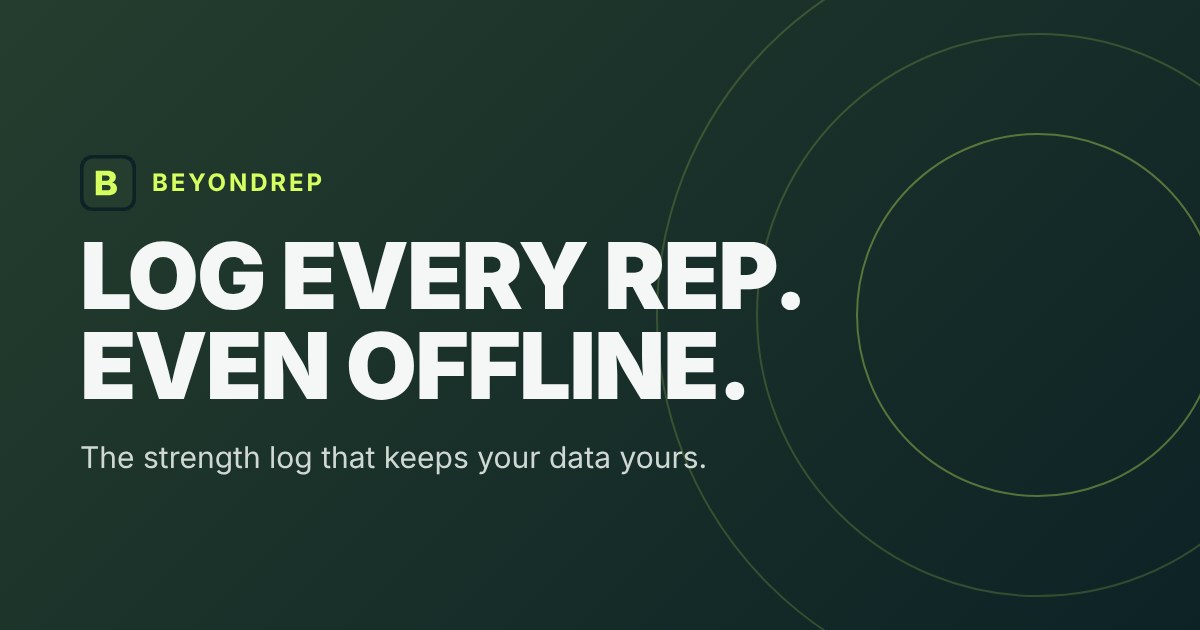 B BEYONDREP
LOG EVERY REP.
EVEN OFFLINE.
The strength log that keeps your data yours.